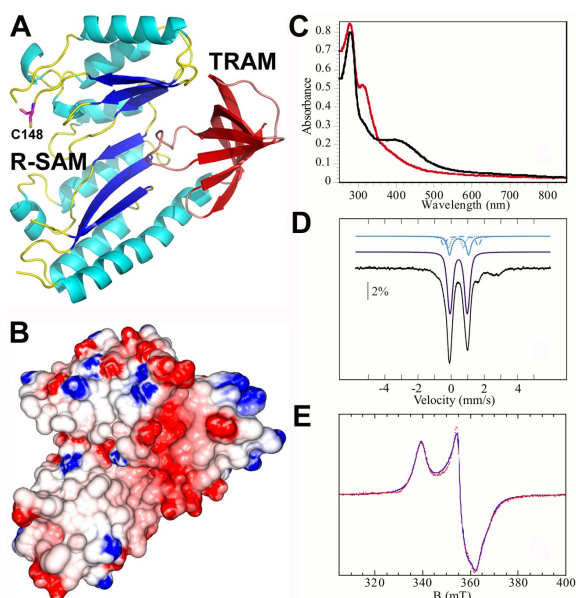 A
TRAM
C148
R-SAM
B
C
Absorbance
0.8
0.7
0.6
0.5
0.4
0.3
0.2
0.1
0
300 400 500 600 700 800
Wavelength (nm)
D
2%
-4 -2 0 2 4
Velocity (mm/s)
E
320 340 360 380 400
B (mT)